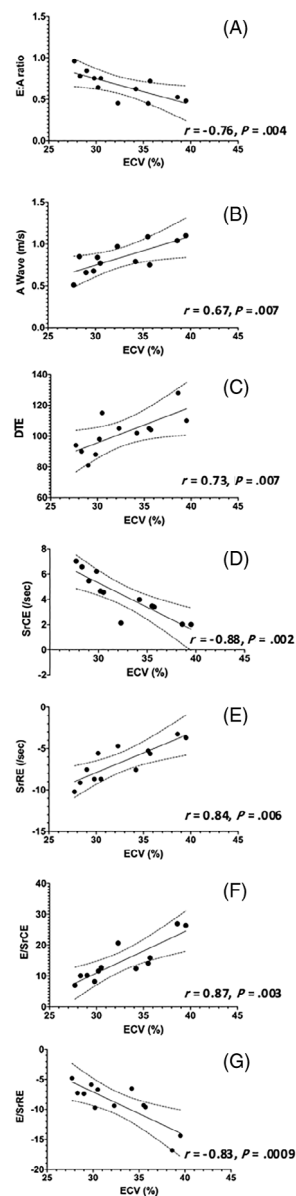 (A)
E:A ratio
1.5
1.0
0.5
0.0
25 30 35 40 45
r = -0.76, P = .004
ECV (%)
(B)
A Wave (m/s)
1.5
1.0
0.5
0.0
25 30 35 40 45
r = 0.67, P = .007
ECV (%)
(C)
DTE
140
120
100
80
60
25 30 35 40 45
r = 0.73, P = .007
ECV (%)
(D)
SrCE (/sec)
8
6
4
2
0
-2
25 30 35 40 45
r = -0.88, P = .002
ECV (%)
(E)
SrRE (/sec)
0
-5
-10
-15
25 30 35 40 45
r = 0.84, P = .006
ECV (%)
(F)
E/SrCE
40
30
20
10
0
25 30 35 40 45
r = 0.87, P = .003
ECV (%)
(G)
E/SrRE
0
-5
-10
-15
-20
25 30 35 40 45
r = -0.83, P = .0009
ECV (%)